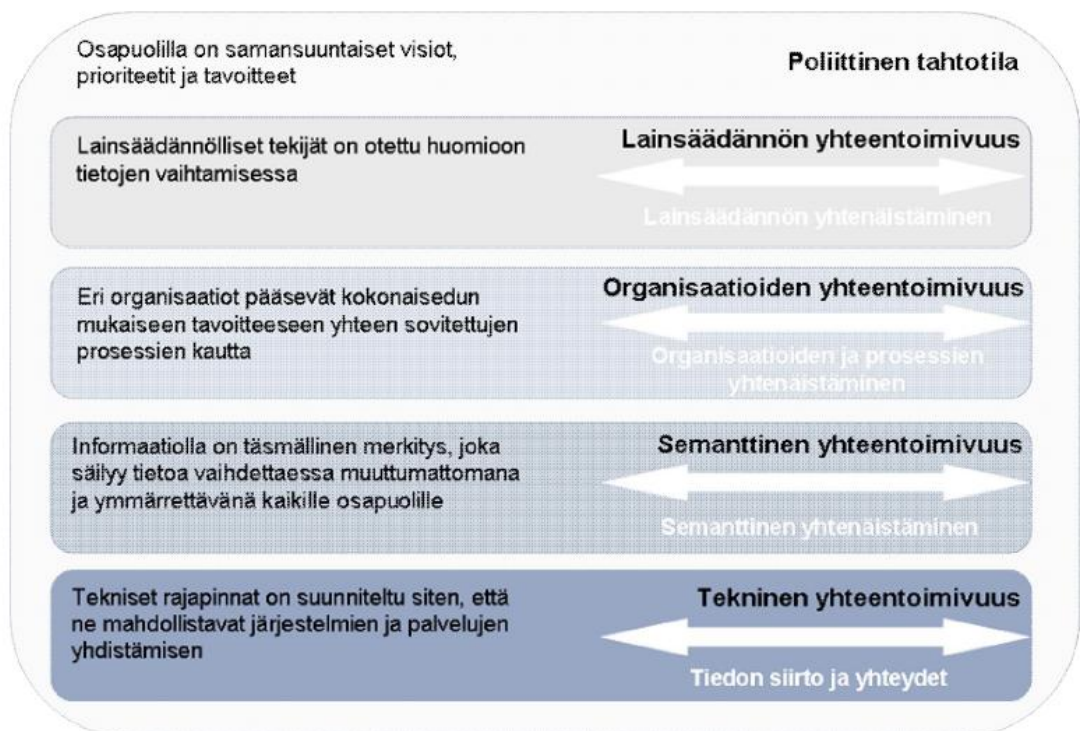 Osapuolilla on samansuuntaiset visiot,
prioriteetit ja tavoitteet
Poliittinen tahtotila
Lainsäädännölliset tekijät on otettu huomioon
tietojen vaihtamisessa
Lainsäädännön yhteentoimivuus
Lainsäädännön yhtenäistäminen
Eri organisaatiot pääsevät kokonaisedun
mukaiseen tavoitteeseen yhteen sovitettujen
prosessien kautta
Organisaatioiden yhteentoimivuus
Organisaatioiden ja prosessien
yhtenäistäminen
Informaatiolla on täsmällinen merkitys, joka
säilyy tietoa vaihdettaessa muuttumattomana
ja ymmärrettävänä kaikille osapuolille
Semanttinen yhteentoimivuus
Semanttinen yhtenäistäminen
Tekniset rajapinnat on suunniteltu siten, että
ne mahdollistavat järjestelmien ja palvelujen
yhdistämisen
Tekninen yhteentoimivuus
Tiedon siirto ja yhteydet